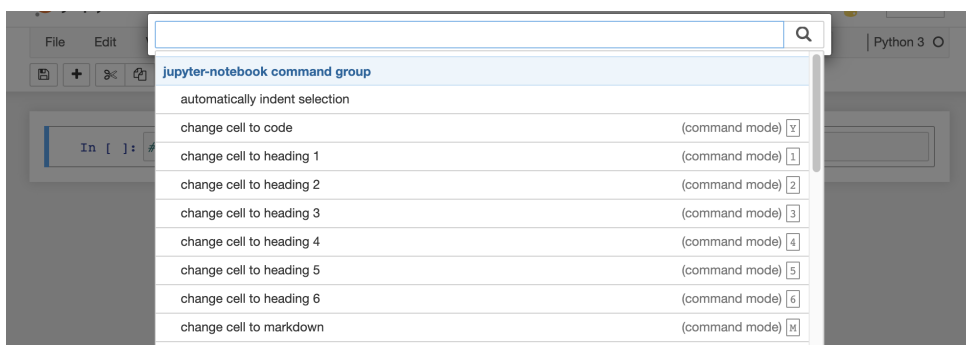 File Edit
Python 3
jupyter-notebook command group
automatically indent selection
change cell to code (command mode) Y
In [ ]: #
change cell to heading 1 (command mode) 1
change cell to heading 2 (command mode) 2
change cell to heading 3 (command mode) 3
change cell to heading 4 (command mode) 4
change cell to heading 5 (command mode) 5
change cell to heading 6 (command mode) 6
change cell to markdown (command mode) M